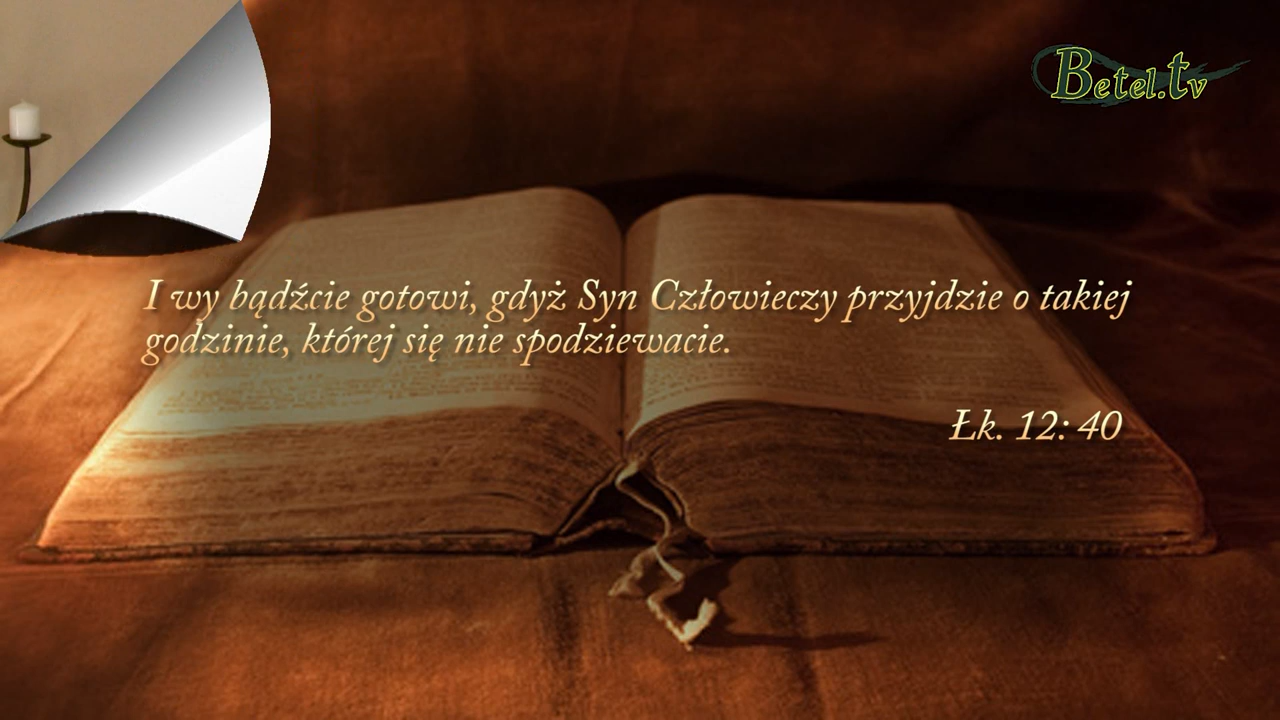 Betel.tv
I wy bądźcie gotowi, gdyż Syn Człowieczy przyjdzie o takiej
godzinie, której się nie spodziewacie.
Łk. 12: 40